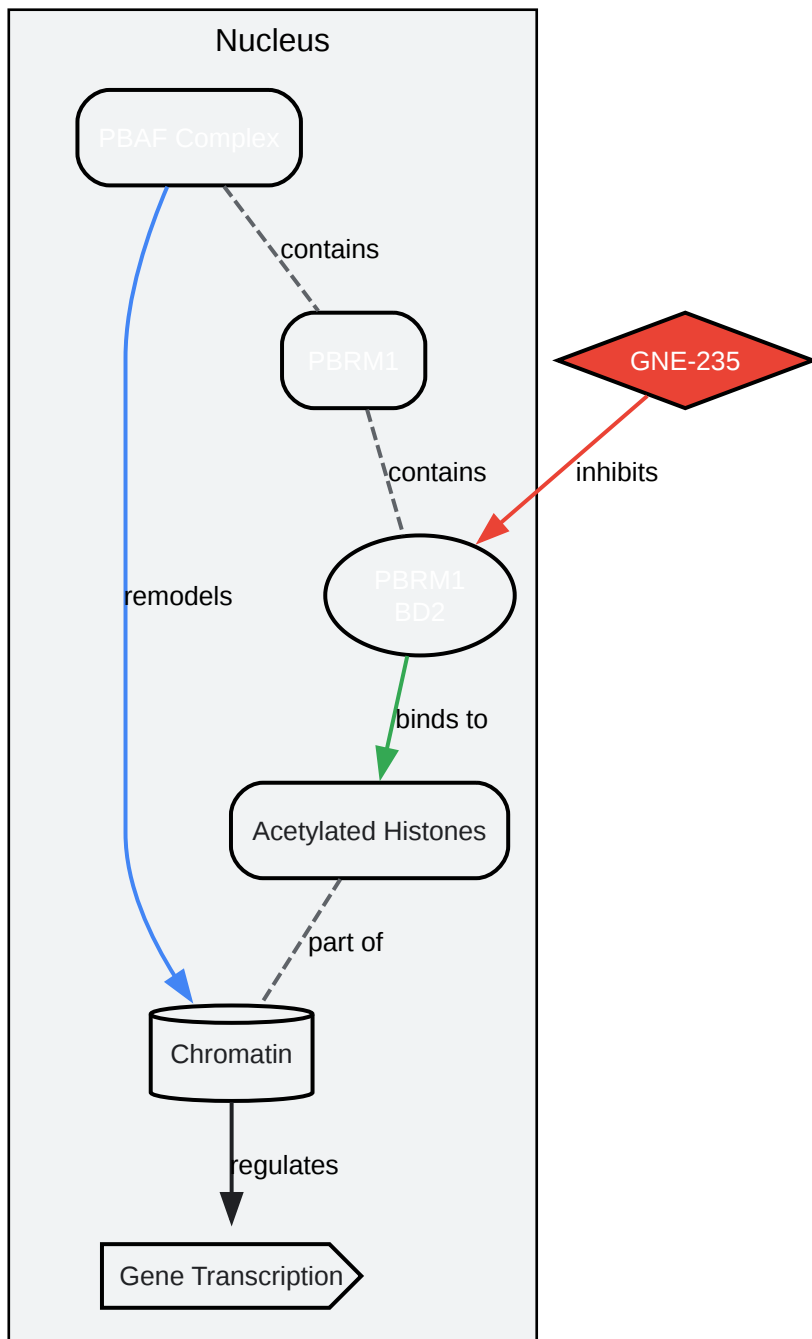 Nucleus
PBAF Complex
contains
PBRM1
GNE-235
contains
inhibits
PBRM1
BD2
remodels
binds to
Acetylated Histones
part of
Chromatin
regulates
Gene Transcription